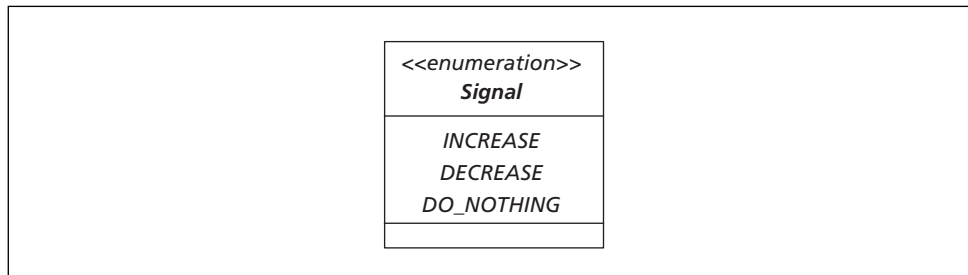 <<enumeration>>
Signal
INCREASE
DECREASE
DO_NOTHING